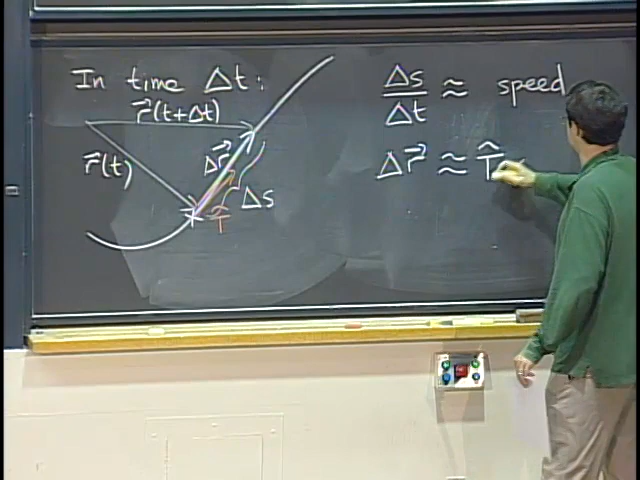 In time Δt:
r⃗(t+Δt)
r⃗(t)
Δr⃗
Δs
T̂
Δs/Δt ≈ speed
Δr⃗ ≈ T̂